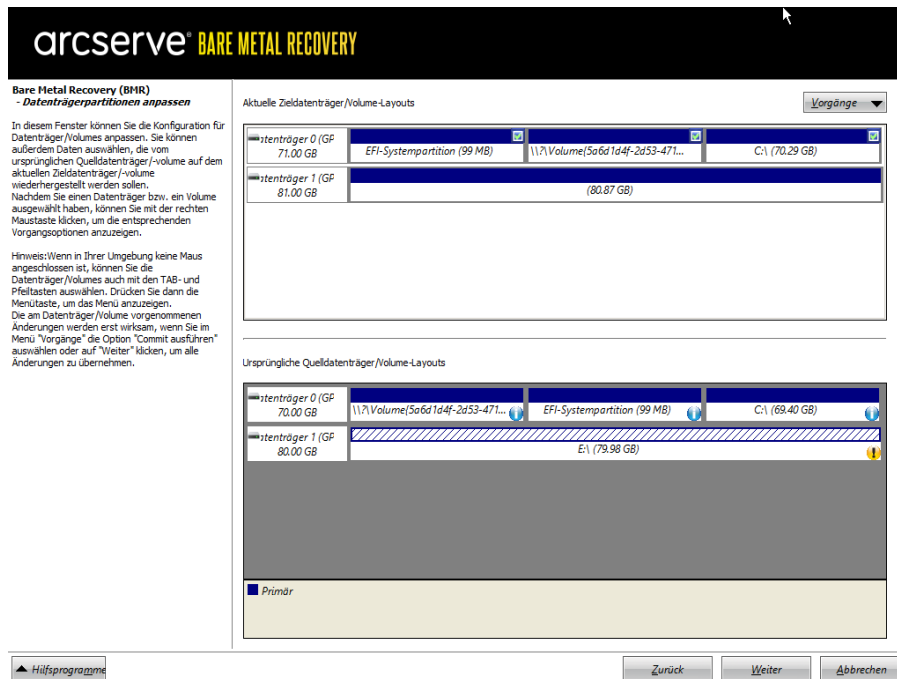 arcserve® BARE METAL RECOVERY
Bare Metal Recovery (BMR)
- Datenträgerpartitionen anpassen
In diesem Fenster können Sie die Konfiguration für
Datenträger/Volumes anpassen. Sie können
außerdem Daten auswählen, die vom
ursprünglichen Quelldatenträger/-volume auf dem
aktuellen Zieldatenträger/-volume
wiederhergestellt werden sollen.
Nachdem Sie einen Datenträger bzw. ein Volume
ausgewählt haben, können Sie mit der rechten
Maustaste klicken, um die entsprechenden
Vorgangsoptionen anzuzeigen.
Hinweis:Wenn in Ihrer Umgebung keine Maus
angeschlossen ist, können Sie die
Datenträger/Volumes auch mit den TAB- und
Pfeiltasten auswählen. Drücken Sie dann die
Menütaste, um das Menü anzuzeigen.
Die am Datenträger/Volume vorgenommenen
Änderungen werden erst wirksam, wenn Sie im
Menü "Vorgänge" die Option "Commit ausführen"
auswählen oder auf "Weiter" klicken, um alle
Änderungen zu übernehmen.
Aktuelle Zieldatenträger/Volume-Layouts
Vorgänge
atenträger 0 (GP
71.00 GB
EFI-Systempartition (99 MB)
\\?\Volume{5a6d1d4f-2d53-471...
C:\ (70.29 GB)
atenträger 1 (GP
81.00 GB
(80.87 GB)
Ursprüngliche Quelldatenträger/Volume-Layouts
atenträger 0 (GP
70.00 GB
\\?\Volume{5a6d1d4f-2d53-471...
EFI-Systempartition (99 MB)
C:\ (69.40 GB)
atenträger 1 (GP
80.00 GB
E:\ (79.98 GB)
Primär
Hilfsprogramme
Zurück
Weiter
Abbrechen